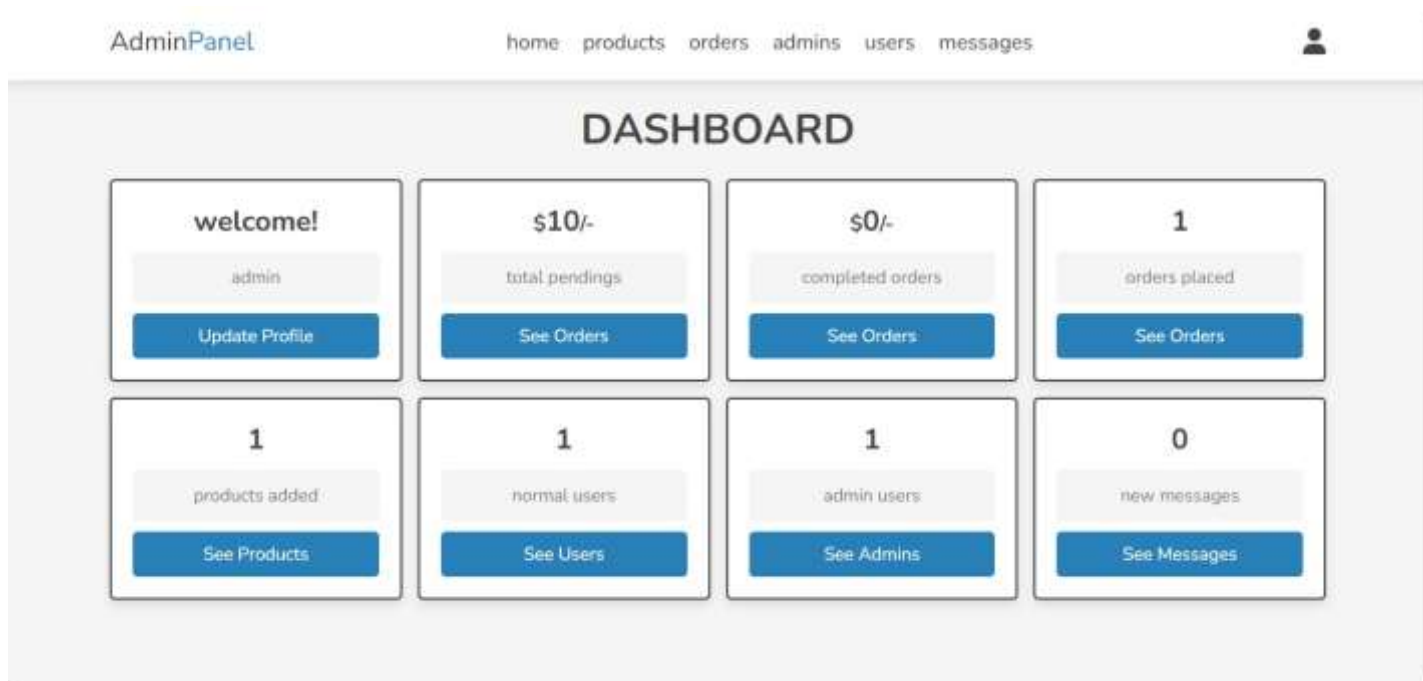 AdminPanel home products orders admins users messages
DASHBOARD
welcome!
admin
Update Profile
$10/-
total pendings
See Orders
$0/-
completed orders
See Orders
1
orders placed
See Orders
1
products added
See Products
1
normal users
See Users
1
admin users
See Admins
0
new messages
See Messages